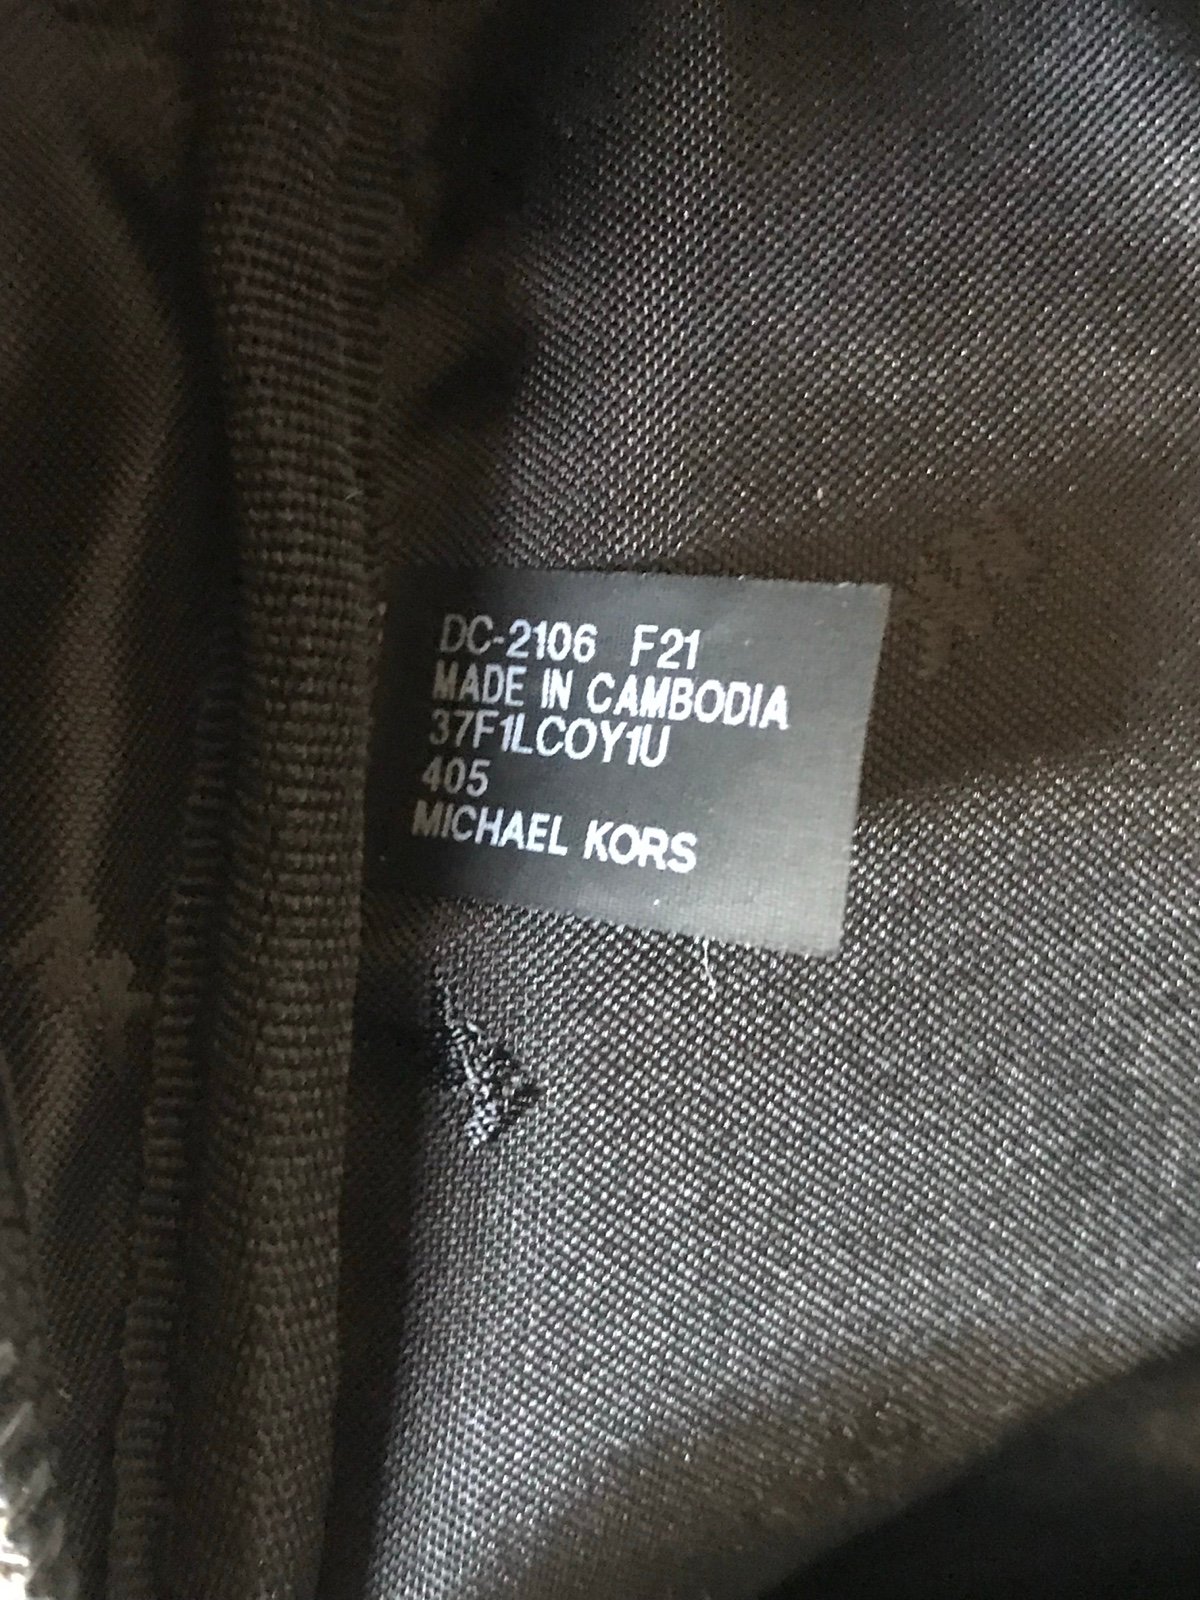 DC-2106 F21
MADE IN CAMBODIA
37F1LCOY1U
405
MICHAEL KORS